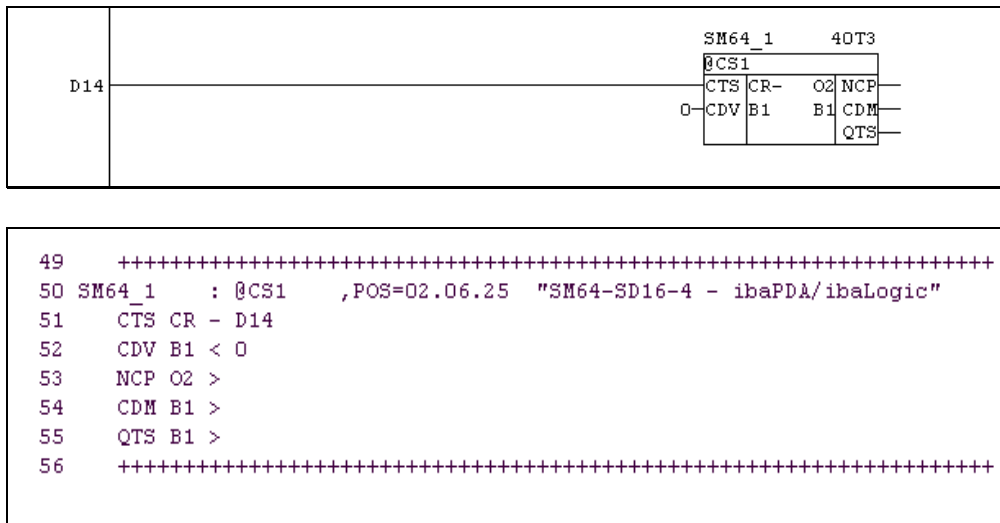 SM64_1 40T3
@CS1
D14 CTS CR- O2 NCP
0 CDV B1 B1 CDM
QTS
49 +++++++++++++++++++++++++++++++++++++++++++++++++++++++++++++++++++
50 SM64_1 : @CS1 ,POS=02.06.25 "SM64-SD16-4 - ibaPDA/ibaLogic"
51 CTS CR - D14
52 CDV B1 < 0
53 NCP O2 >
54 CDM B1 >
55 QTS B1 >
56 +++++++++++++++++++++++++++++++++++++++++++++++++++++++++++++++++++